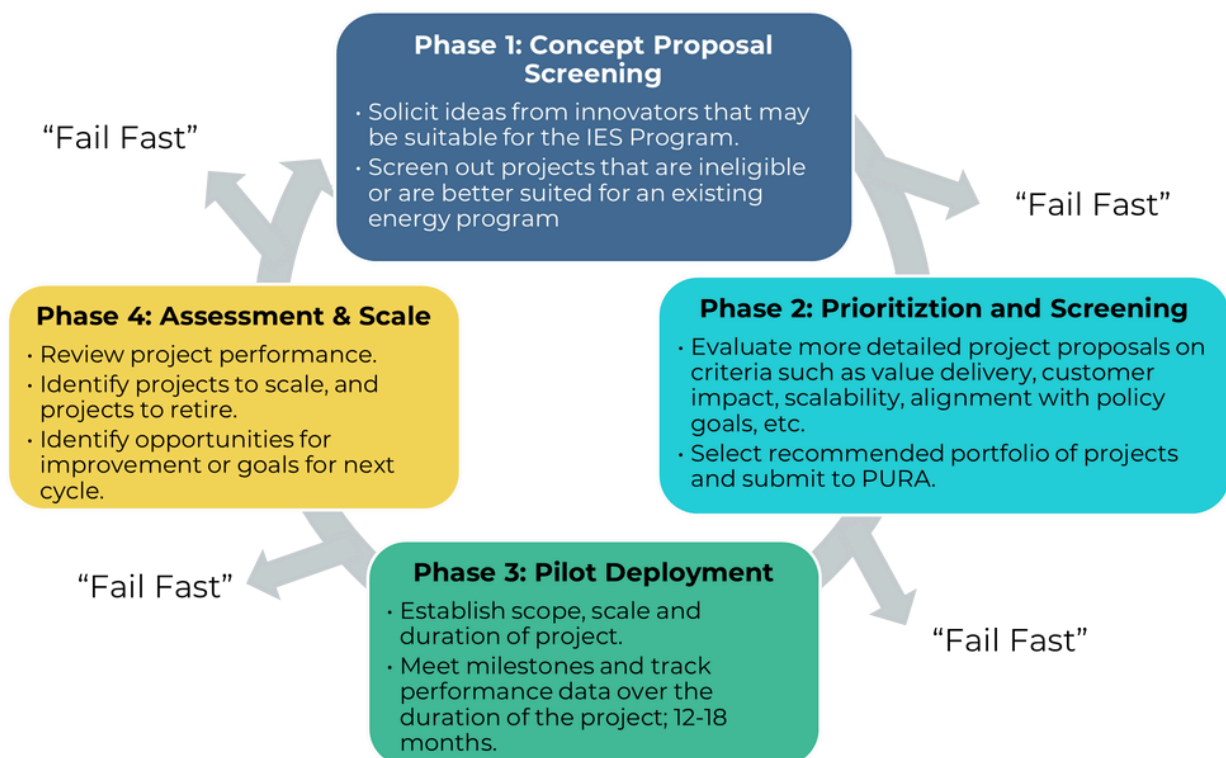 Phase 1: Concept Proposal
Screening
· Solicit ideas from innovators that may
be suitable for the IES Program.
· Screen out projects that are ineligible
or are better suited for an existing
energy program
“Fail Fast”
“Fail Fast”
Phase 2: Prioritiztion and Screening
· Evaluate more detailed project proposals on
criteria such as value delivery, customer
impact, scalability, alignment with policy
goals, etc.
· Select recommended portfolio of projects
and submit to PURA.
“Fail Fast”
Phase 3: Pilot Deployment
· Establish scope, scale and
duration of project.
· Meet milestones and track
performance data over the
duration of the project; 12-18
months.
“Fail Fast”
Phase 4: Assessment & Scale
· Review project performance.
· Identify projects to scale, and
projects to retire.
· Identify opportunities for
improvement or goals for next
cycle.